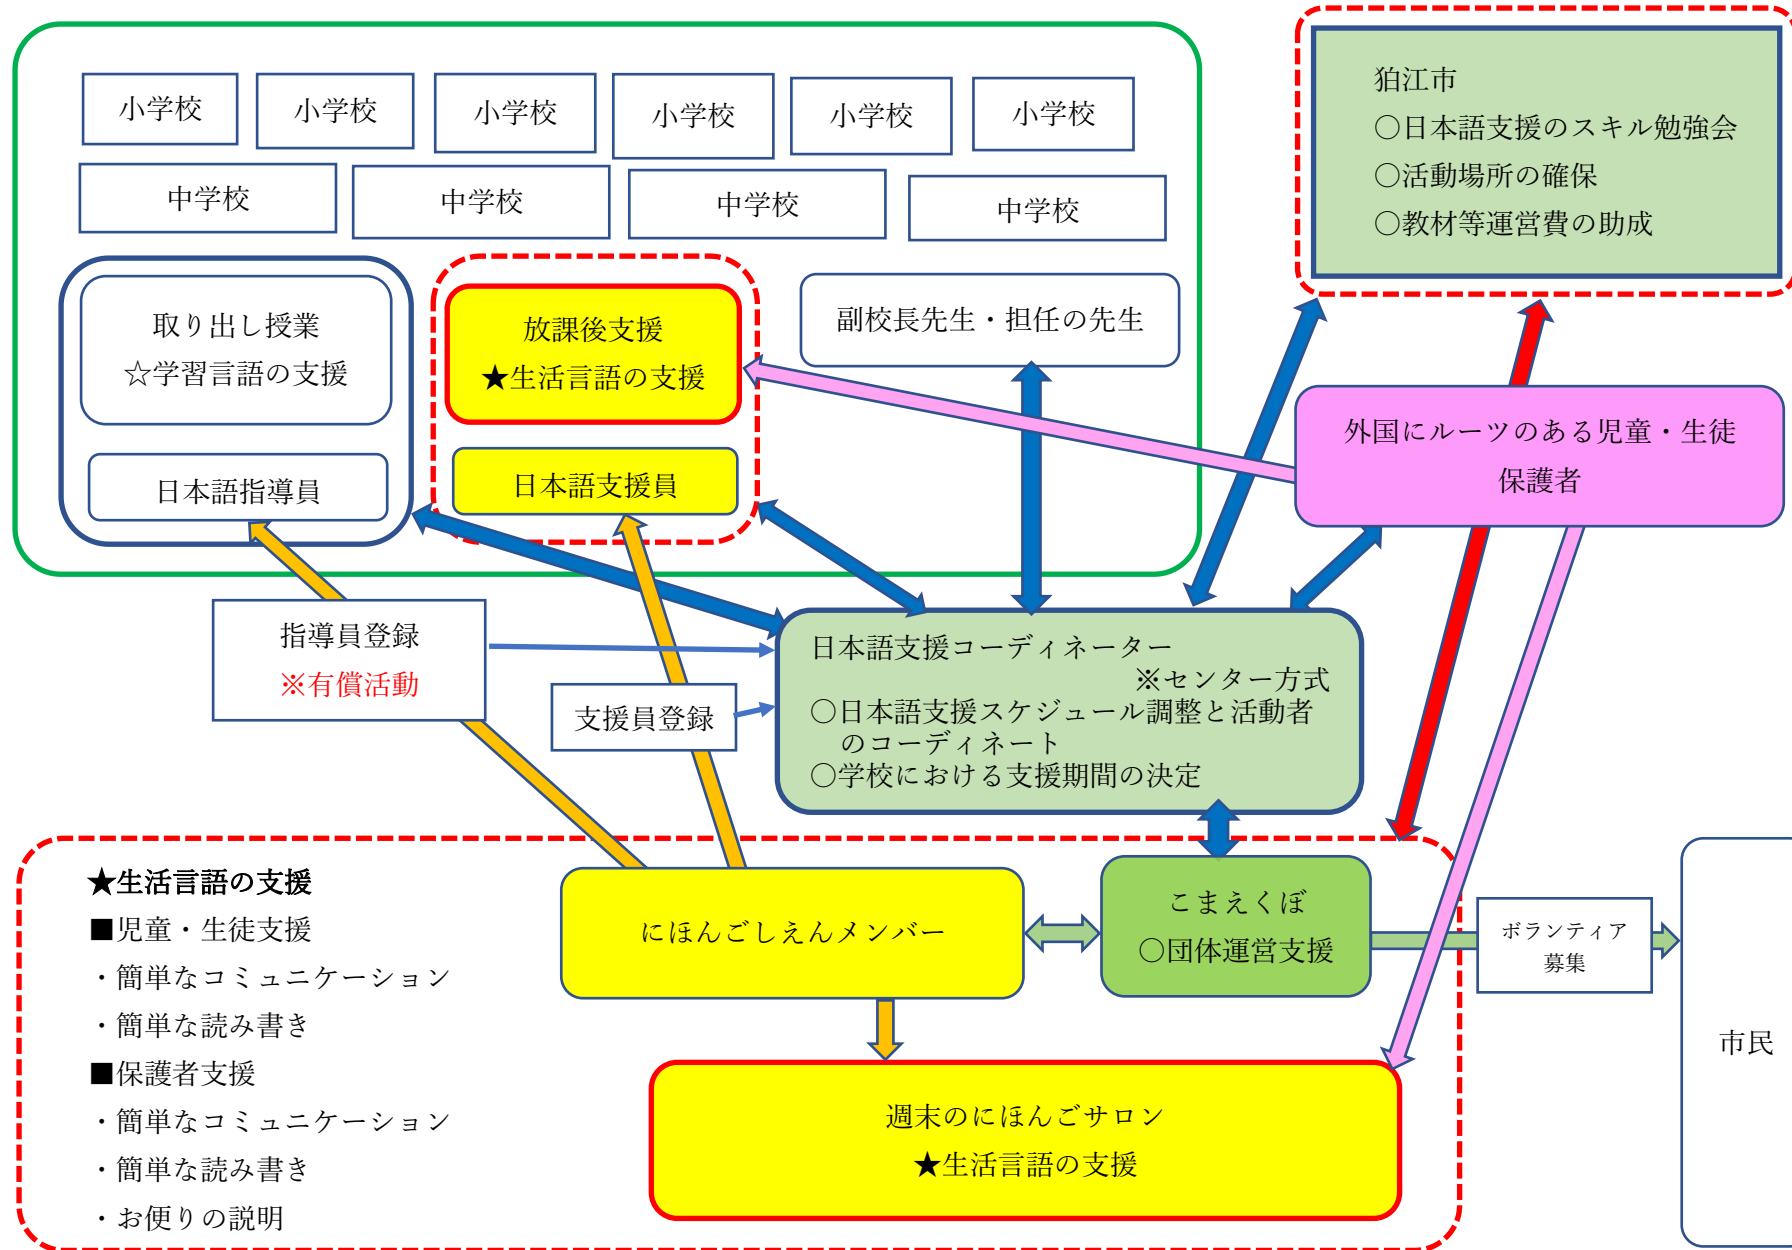 小学校
小学校
小学校
小学校
小学校
小学校
中学校
中学校
中学校
中学校
狛江市
○日本語支援のスキル勉強会
○活動場所の確保
○教材等運営費の助成
取り出し授業
☆学習言語の支援
日本語指導員
放課後支援
★生活言語の支援
日本語支援員
副校長先生・担任の先生
外国にルーツのある児童・生徒
保護者
指導員登録
※有償活動
支援員登録
日本語支援コーディネーター
※センター方式
○日本語支援スケジュール調整と活動者
のコーディネート
○学校における支援期間の決定
★生活言語の支援
■児童・生徒支援
・簡単なコミュニケーション
・簡単な読み書き
■保護者支援
・簡単なコミュニケーション
・簡単な読み書き
・お便りの説明
にほんごしえんメンバー
こまえくぼ
○団体運営支援
ボランティア
募集
市民
週末のにほんごサロン
★生活言語の支援